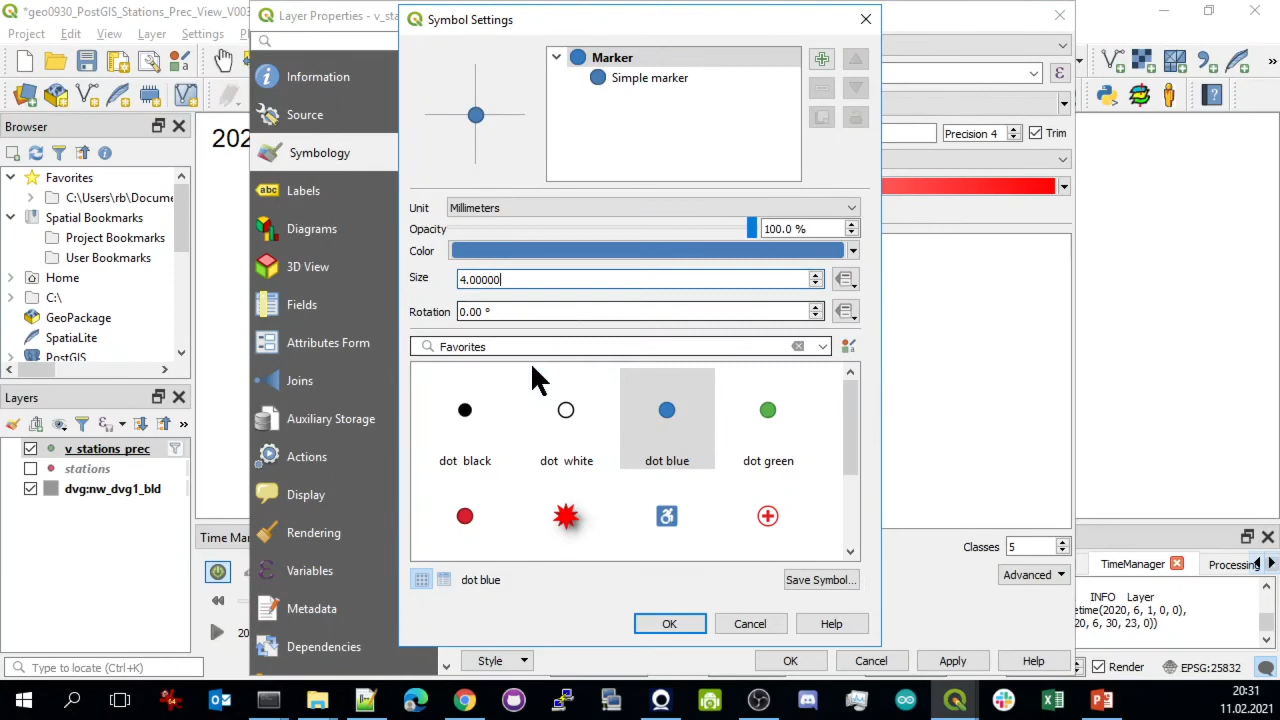 *geo0930_PostGIS_Stations_Prec_View_V003
Project Edit View Layer Settings
Browser
Favorites
C:\Users\rb\Docume
Spatial Bookmarks
Project Bookmarks
User Bookmarks
Home
C:\
GeoPackage
SpatiaLite
PostGIS
Layers
v_stations_prec
stations
dvg:nw_dvg1_bld
Type to locate (Ctrl+K)
202
Time Mar
20
Layer Properties - v_sta
Information
Source
Symbology
Labels
Diagrams
3D View
Fields
Attributes Form
Joins
Auxiliary Storage
Actions
Display
Rendering
Variables
Metadata
Dependencies
Symbol Settings
Marker
Simple marker
Unit Millimeters
Opacity 100.0 %
Color
Size 4.00000
Rotation 0.00 °
Favorites
dot black dot white dot blue dot green
dot blue
Save Symbol...
OK Cancel Help
Precision 4 Trim
Classes 5
Advanced
Style OK Cancel Apply Help
TimeManager Processing
INFO Layer
etime(2020, 6, 1, 0, 0),
20, 6, 30, 23, 0))
Render EPSG:25832
20:31
11.02.2021